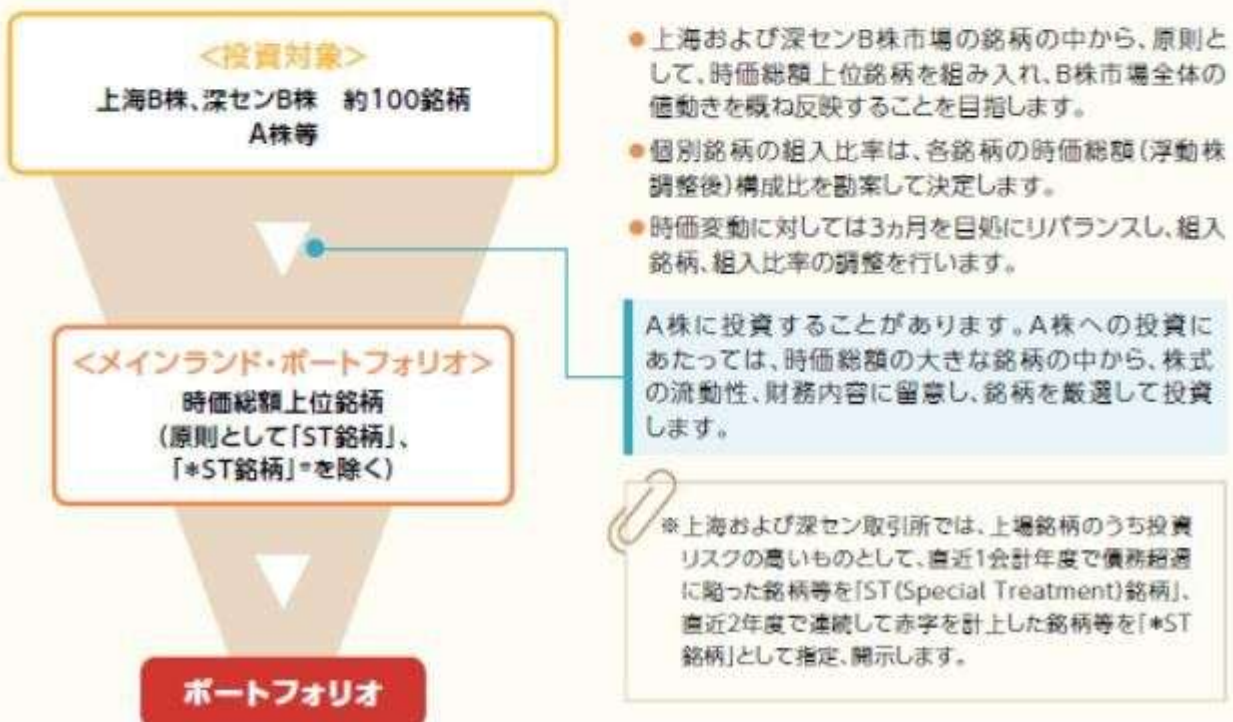 <投資対象>
上海B株、深センB株　約100銘柄
A株等
<メインランド・ポートフォリオ>
時価総額上位銘柄
(原則として「ST銘柄」、
「*ST銘柄」※を除く)
ポートフォリオ
●上海および深センB株市場の銘柄の中から、原則と
して、時価総額上位銘柄を組み入れ、B株市場全体の
値動きを概ね反映することを目指します。
●個別銘柄の組入比率は、各銘柄の時価総額(浮動株
調整後)構成比を勘案して決定します。
●時価変動に対しては3ヵ月を目処にリバランスし、組入
銘柄、組入比率の調整を行います。
A株に投資することがあります。A株への投資に
あたっては、時価総額の大きな銘柄の中から、株式
の流動性、財務内容に留意し、銘柄を厳選して投資
します。
※上海および深セン取引所では、上場銘柄のうち投資
リスクの高いものとして、直近1会計年度で債務超過
に陥った銘柄等を「ST(Special Treatment)銘柄」、
直近2年度で連続して赤字を計上した銘柄等を「*ST
銘柄」として指定、開示します。